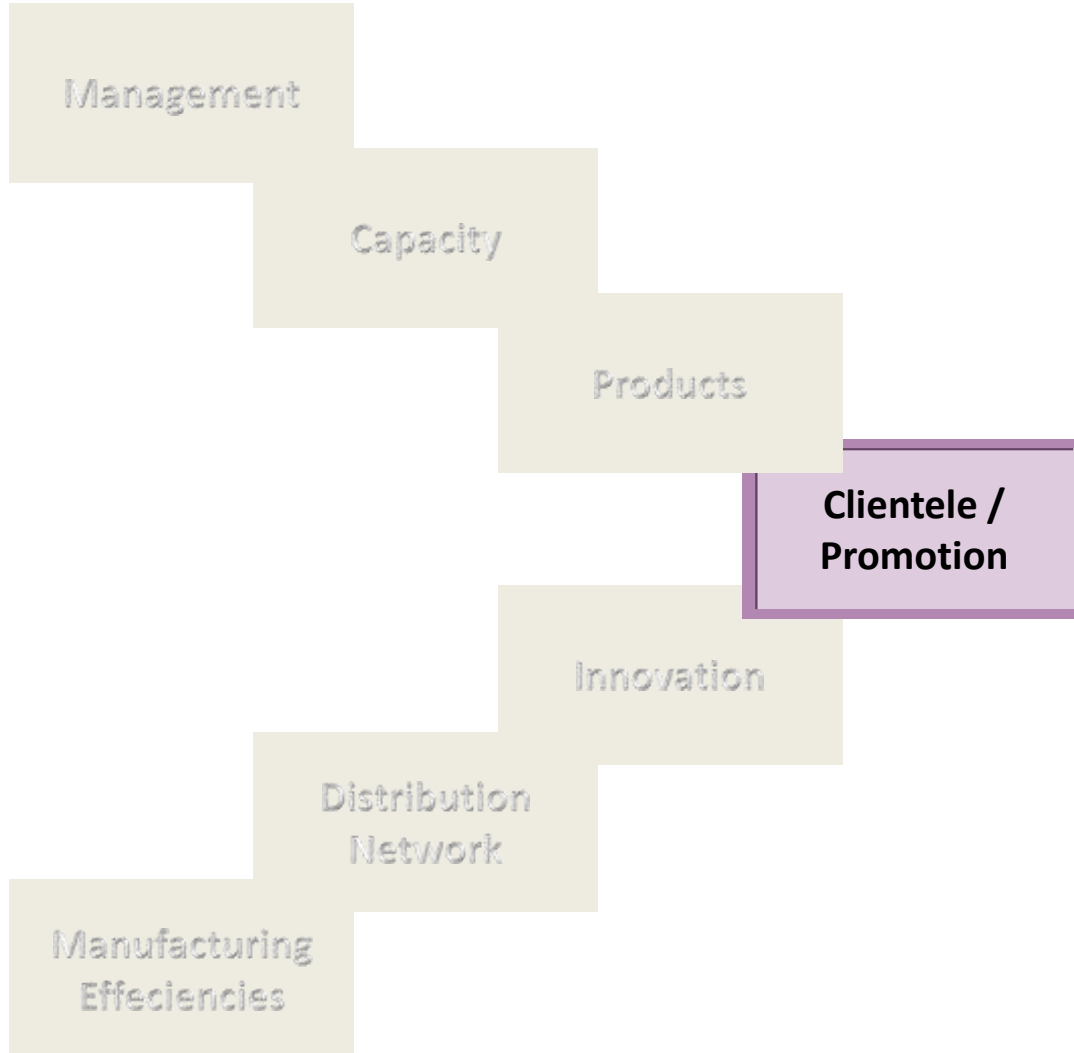 Management
Capacity
Products
Clientele /
Promotion
Innovation
Distribution
Network
Manufacturing
Effeciencies